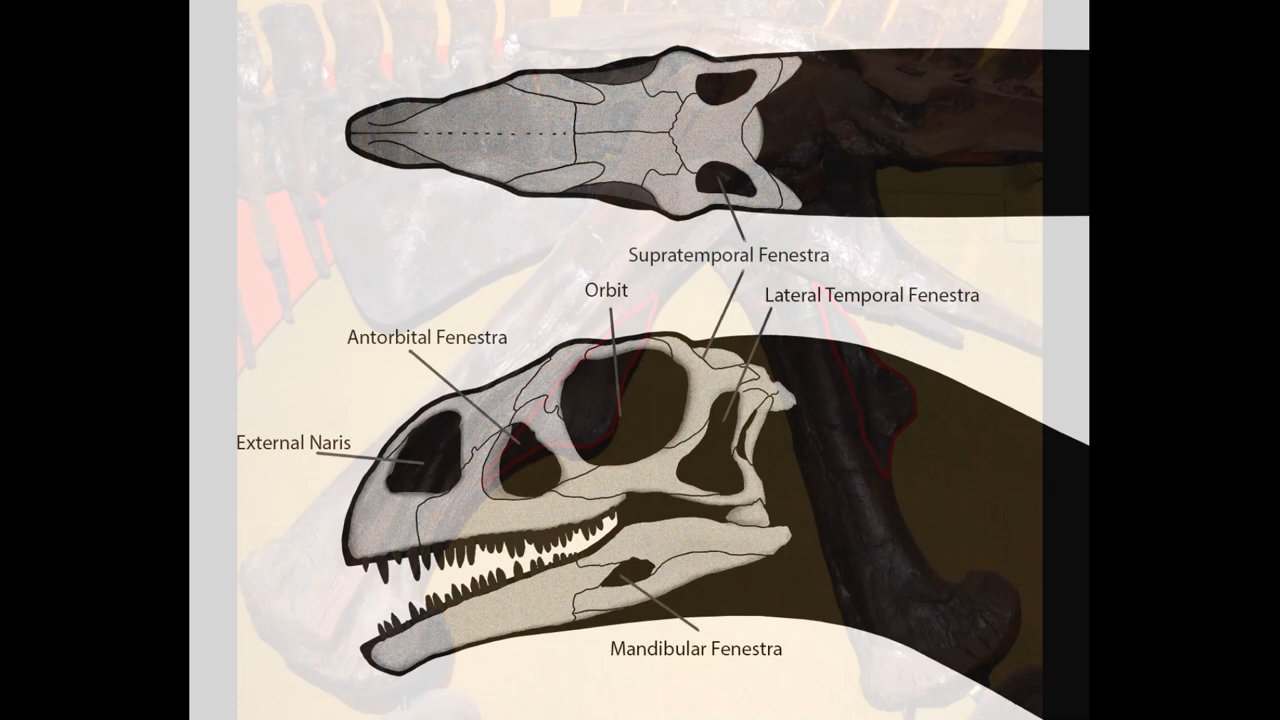 Supratemporal Fenestra
Orbit
Lateral Temporal Fenestra
Antorbital Fenestra
External Naris
Mandibular Fenestra